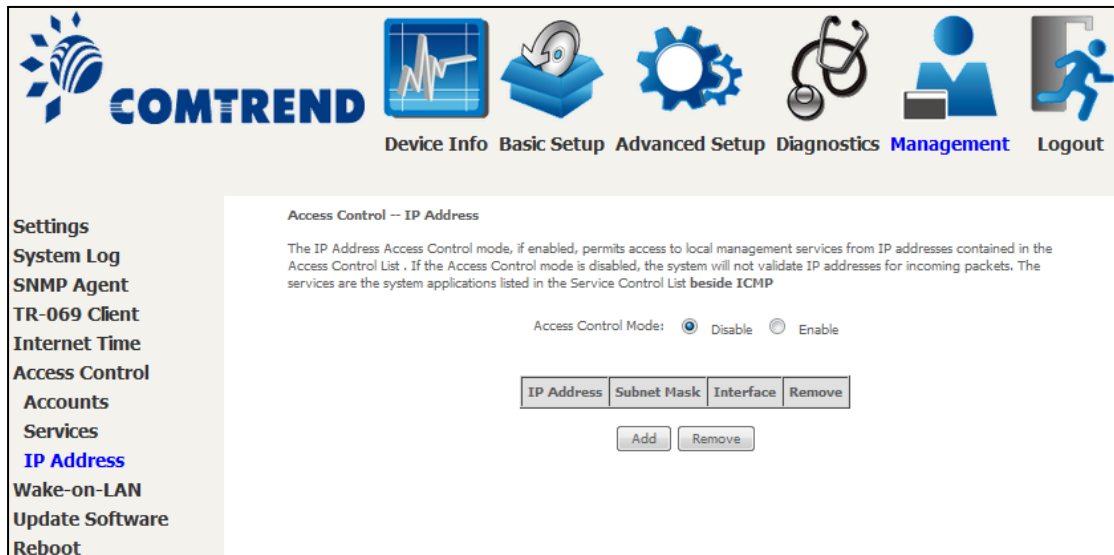 COMTREND
Device Info Basic Setup Advanced Setup Diagnostics Management Logout
Settings
System Log
SNMP Agent
TR-069 Client
Internet Time
Access Control
Accounts
Services
IP Address
Wake-on-LAN
Update Software
Reboot
Access Control -- IP Address
The IP Address Access Control mode, if enabled, permits access to local management services from IP addresses contained in the
Access Control List . If the Access Control mode is disabled, the system will not validate IP addresses for incoming packets. The
services are the system applications listed in the Service Control List beside ICMP
Access Control Mode: Disable Enable
IP Address Subnet Mask Interface Remove
Add Remove